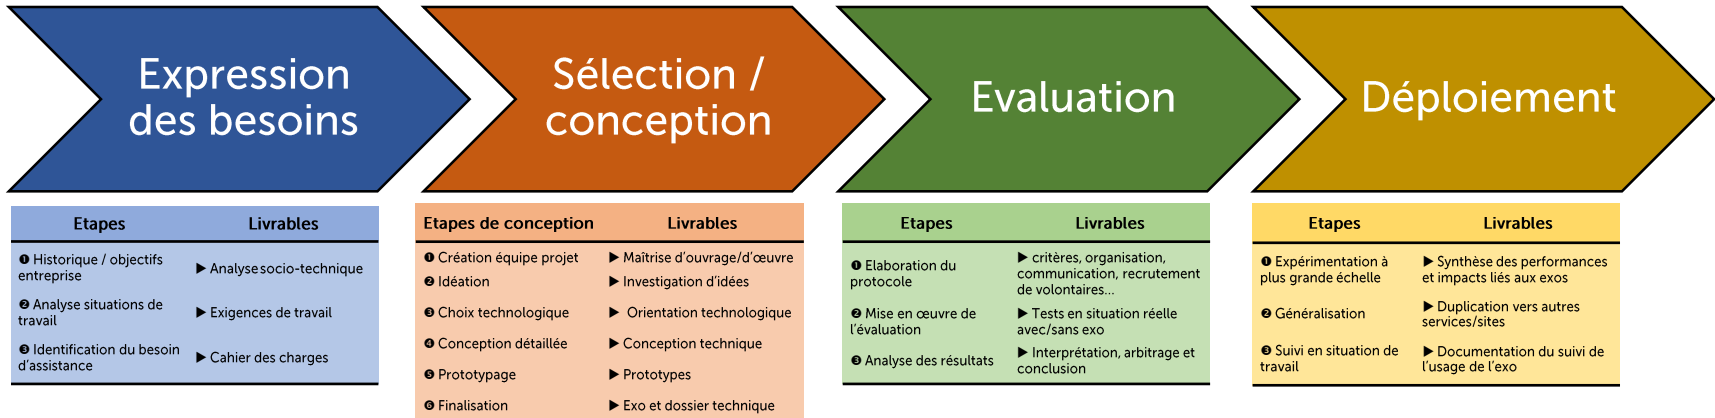 Expression
des besoins
Sélection /
conception
Evaluation
Déploiement
Etapes Livrables
❶ Historique / objectifs
entreprise
▶ Analyse socio-technique
❷ Analyse situations de
travail
▶ Exigences de travail
❸ Identification du besoin
d’assistance
▶ Cahier des charges
Etapes de conception Livrables
❶ Création équipe projet ▶ Maîtrise d’ouvrage/d’œuvre
❷ Idéation ▶ Investigation d’idées
❸ Choix technologique ▶ Orientation technologique
❹ Conception détaillée ▶ Conception technique
❺ Prototypage ▶ Prototypes
❻ Finalisation ▶ Exo et dossier technique
Etapes Livrables
❶ Elaboration du
protocole
▶ critères, organisation,
communication, recrutement
de volontaires...
❷ Mise en œuvre de
l’évaluation
▶ Tests en situation réelle
avec/sans exo
❸ Analyse des résultats
▶ Interprétation, arbitrage et
conclusion
Etapes Livrables
❶ Expérimentation à
plus grande échelle
▶ Synthèse des performances
et impacts liés aux exos
❷ Généralisation
▶ Duplication vers autres
services/sites
❸ Suivi en situation de
travail
▶ Documentation du suivi de
l’usage de l’exo